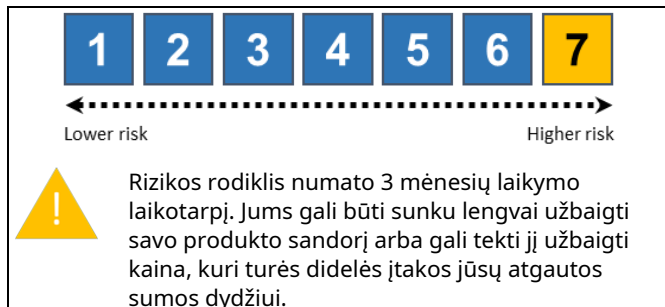 1 2 3 4 5 6 7
Lower risk Higher risk
!
Rizikos rodiklis numato 3 mėnesių laikymo
laikotarpį. Jums gali būti sunku lengvai užbaigti
savo produkto sandorį arba gali tekti jį užbaigti
kaina, kuri turės didelės įtakos jūsų atgautos
sumos dydžiui.